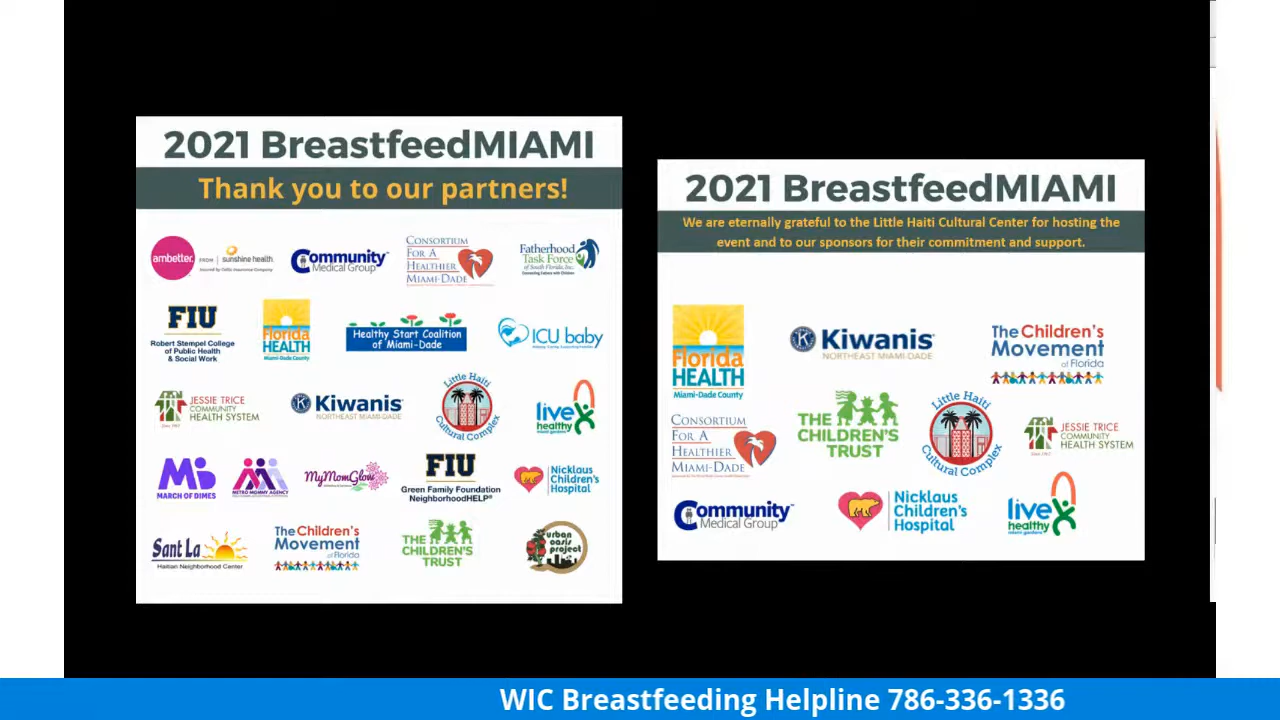 2021 BreastfeedMIAMI
Thank you to our partners!
ambetter. FROM sunshine health
Community
Medical Group
CONSORTIUM
FOR A
HEALTHIER
MIAMI-DADE
Fatherhood
Task Force
of South Florida, Inc.
Connecting Fathers with Children
FIU
Robert Stempel College
of Public Health
& Social Work
Florida
HEALTH
Miami-Dade County
Healthy Start Coalition
of Miami-Dade
ICU baby
JESSIE TRICE
COMMUNITY
HEALTH SYSTEM
Kiwanis
NORTHEAST MIAMI-DADE
Little Haiti
Cultural Complex
live
healthy
miami gardens
MARCH OF DIMES
METRO MOMMY AGENCY
MyMomGlow
FIU
Green Family Foundation
NeighborhoodHELP®
Nicklaus
Children's
Hospital
Sant La
Haitian Neighborhood Center
The Children's
Movement
of Florida
THE
CHILDREN'S
TRUST
urban
oasis
project
2021 BreastfeedMIAMI
We are eternally grateful to the Little Haiti Cultural Center for hosting the
event and to our sponsors for their commitment and support.
Florida
HEALTH
Miami-Dade County
Kiwanis
NORTHEAST MIAMI-DADE
The Children's
Movement
of Florida
CONSORTIUM
FOR A
HEALTHIER
MIAMI-DADE
THE
CHILDREN'S
TRUST
Little Haiti
Cultural Complex
JESSIE TRICE
COMMUNITY
HEALTH SYSTEM
Community
Medical Group
Nicklaus
Children's
Hospital
live
healthy
miami gardens
WIC Breastfeeding Helpline 786-336-1336